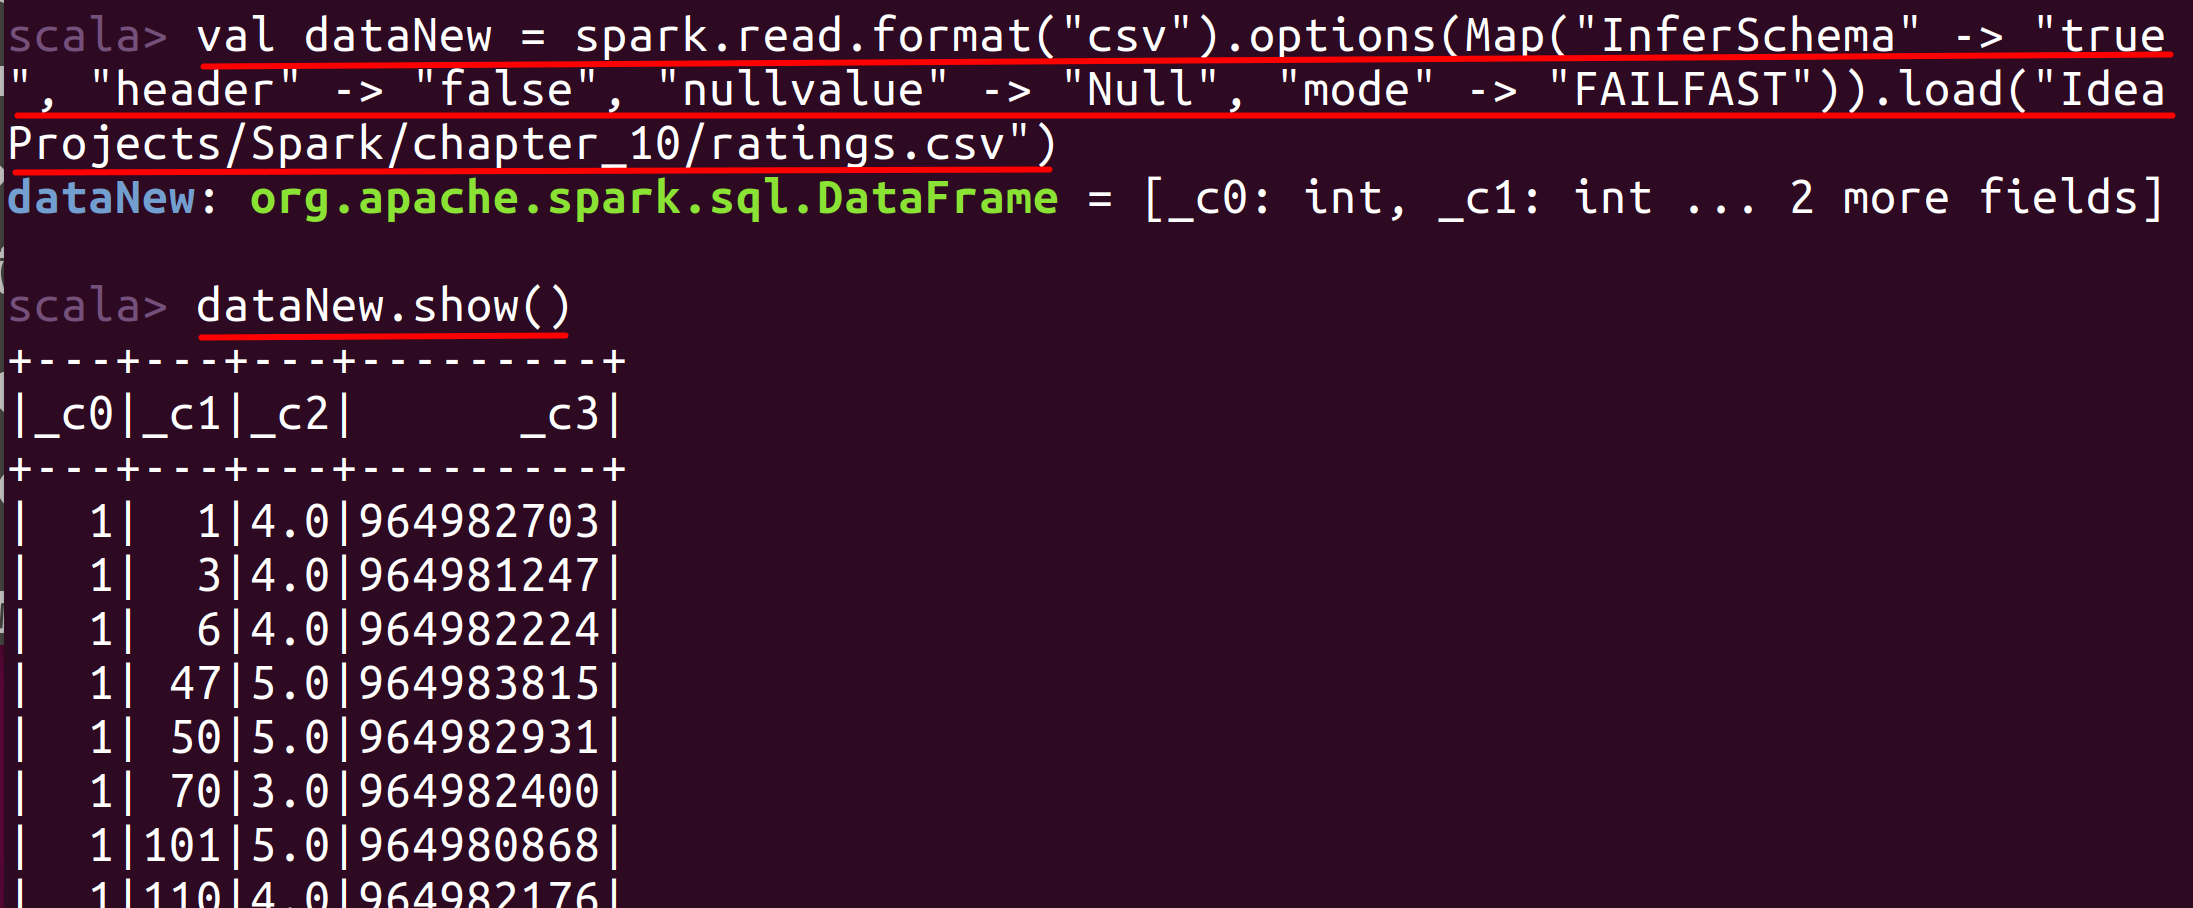 scala> val dataNew = spark.read.format("csv").options(Map("InferSchema" -> "true
", "header" -> "false", "nullvalue" -> "Null", "mode" -> "FAILFAST")).load("Idea
Projects/Spark/chapter_10/ratings.csv")
dataNew: org.apache.spark.sql.DataFrame = [_c0: int, _c1: int ... 2 more fields]
scala> dataNew.show()
+---+---+---+---------+
|_c0|_c1|_c2|      _c3|
+---+---+---+---------+
|  1|  1|4.0|964982703|
|  1|  3|4.0|964981247|
|  1|  6|4.0|964982224|
|  1| 47|5.0|964983815|
|  1| 50|5.0|964982931|
|  1| 70|3.0|964982400|
|  1|101|5.0|964980868|
|  1|110|4.0|964982176|